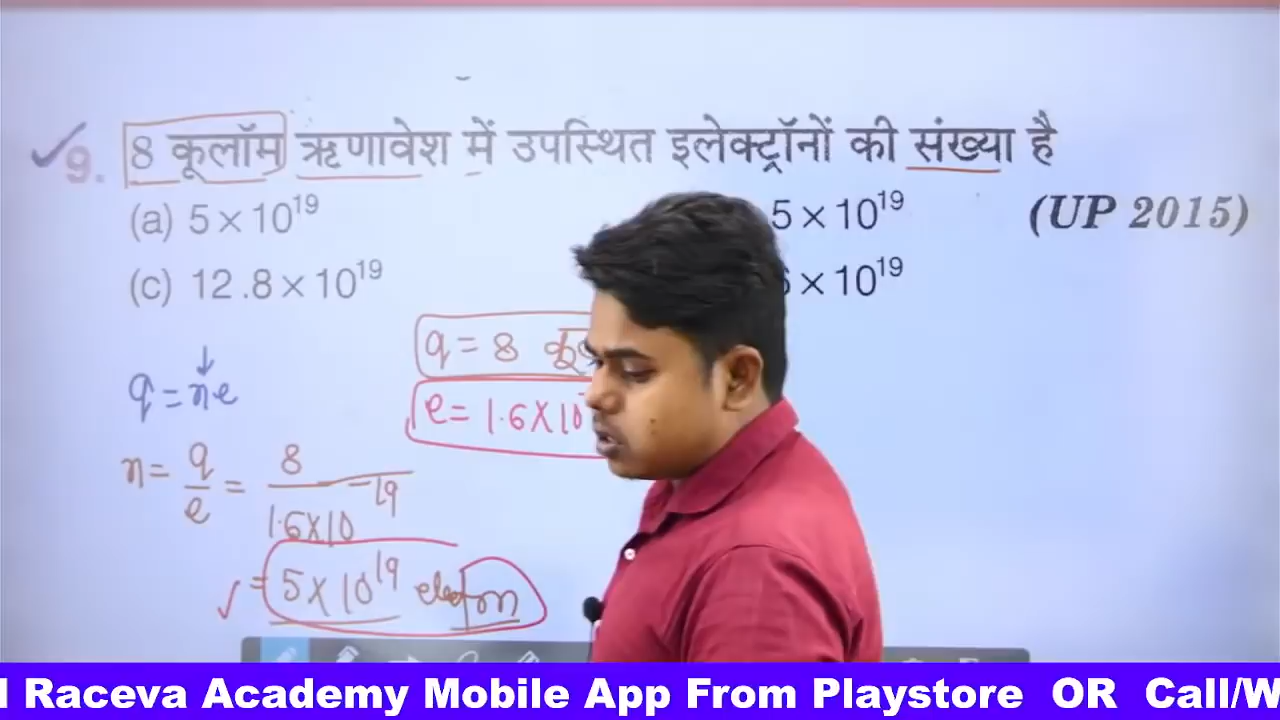 9. 8 कूलॉम ऋणावेश में उपस्थित इलेक्ट्रॉनों की संख्या है
(a) 5 × 10¹⁹ 5 × 10¹⁹ (UP 2015)
(c) 12.8 × 10¹⁹ × 10¹⁹
q = 8
q = ne
e = 1.6 × 10
n = q/e = 8/1.6 × 10⁻¹⁹
= 5 × 10¹⁹
Raceva Academy Mobile App From Playstore OR Call/W